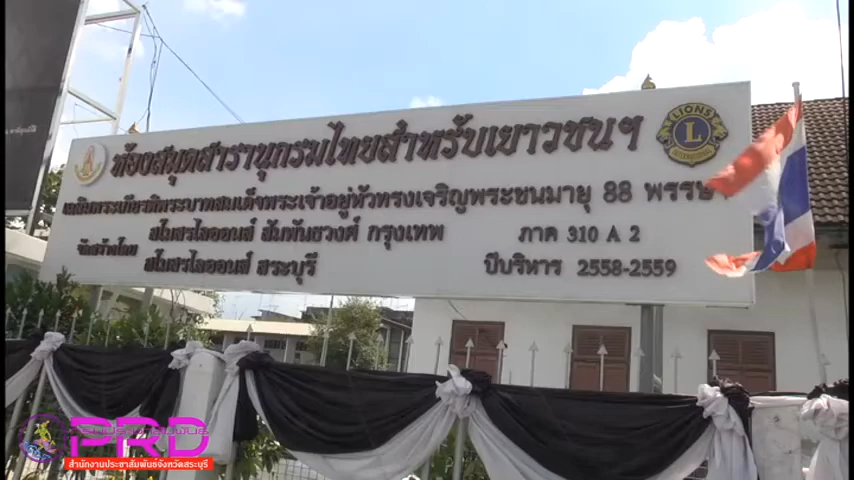 ห้องสมุดสารานุกรมไทยสำหรับเยาวชนฯ
เฉลิมพระเกียรติพระบาทสมเด็จพระเจ้าอยู่หัวทรงเจริญพระชนมายุ 88 พรรษา
จัดสร้างโดย
สโมสรไลออนส์ สัมพันธวงศ์ กรุงเทพ
ภาค 310 A 2
สโมสรไลออนส์ สระบุรี
ปีบริหาร 2558-2559
LIONS
L
PRD
สำนักงานประชาสัมพันธ์จังหวัดสระบุรี